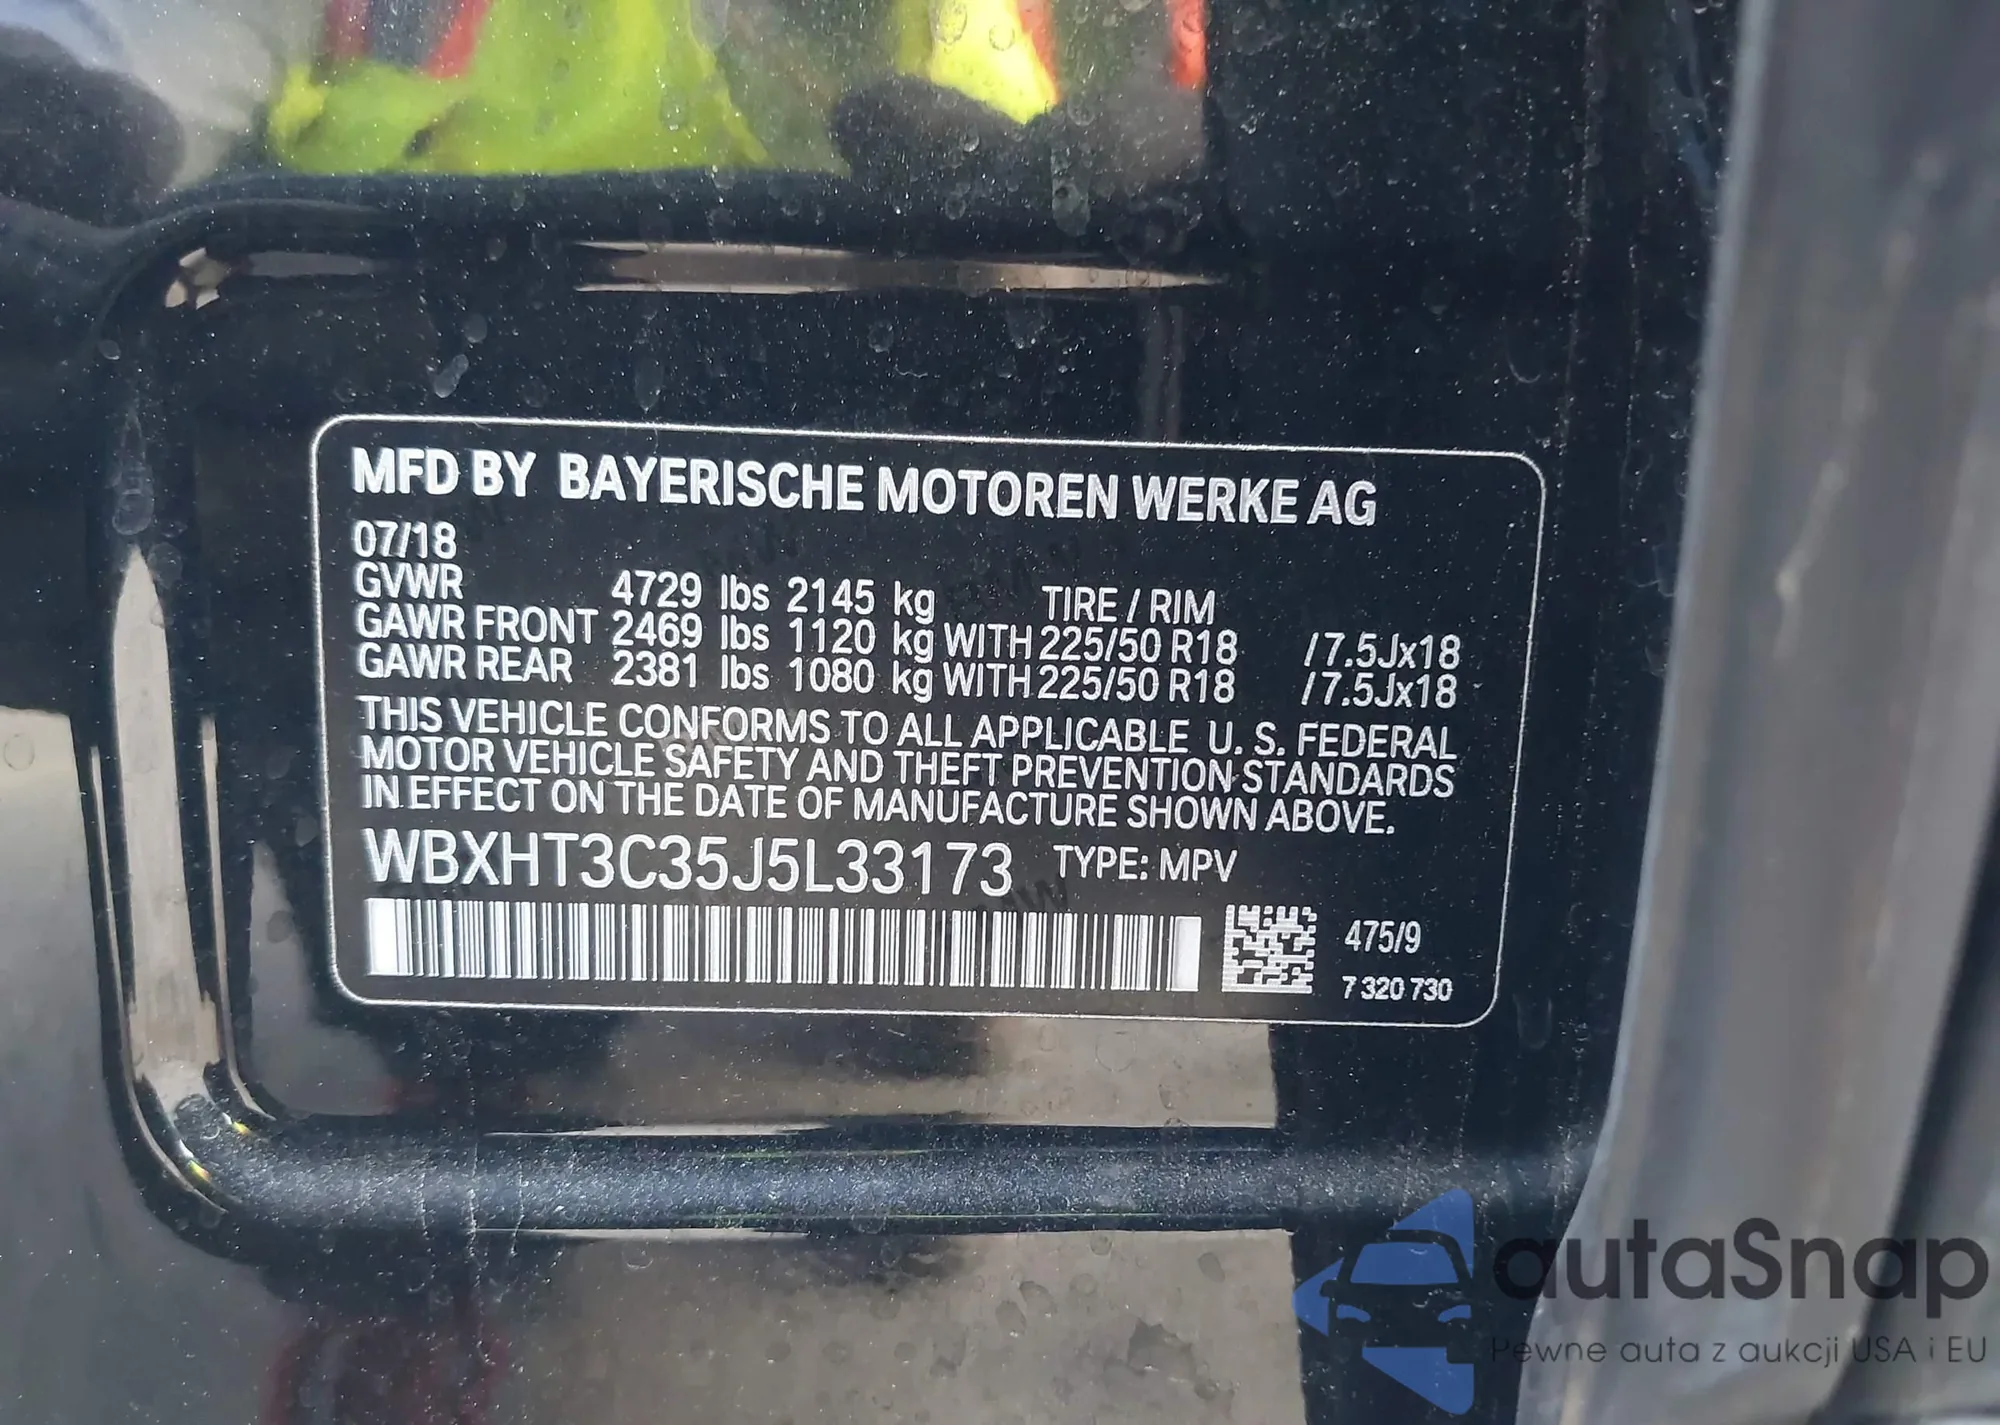 MFD BY BAYERISCHE MOTOREN WERKE AG
07/18
GVWR 4729 lbs 2145 kg TIRE / RIM
GAWR FRONT 2469 lbs 1120 kg WITH 225/50 R18 /7.5Jx18
GAWR REAR 2381 lbs 1080 kg WITH 225/50 R18 /7.5Jx18
THIS VEHICLE CONFORMS TO ALL APPLICABLE U. S. FEDERAL
MOTOR VEHICLE SAFETY AND THEFT PREVENTION STANDARDS
IN EFFECT ON THE DATE OF MANUFACTURE SHOWN ABOVE.
WBXHT3C35J5L33173 TYPE: MPV
475/9
7 320 730
autaSnap
Pewne auta z aukcji USA i EU